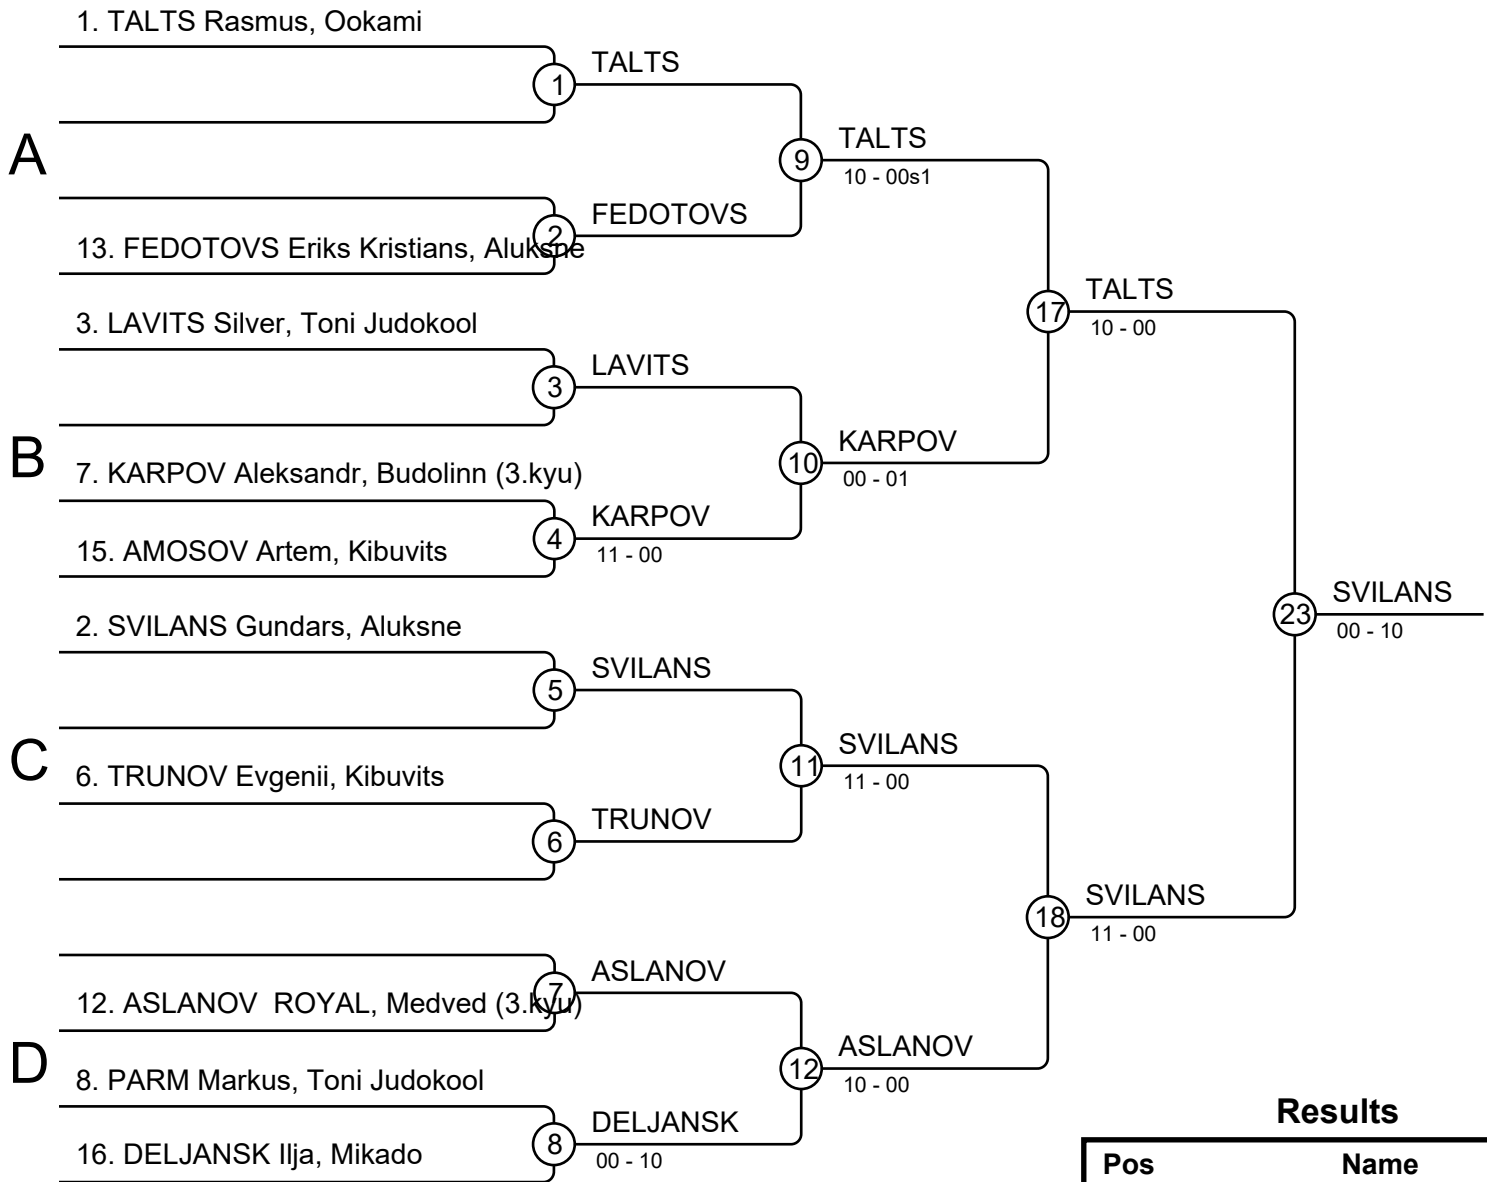 1. TALTS Rasmus, Ookami
1
TALTS
A
9
TALTS
10 - 00s1
2
FEDOTOVS
13. FEDOTOVS Eriks Kristians, Aluksne
3. LAVITS Silver, Toni Judokool
17
TALTS
10 - 00
3
LAVITS
B
10
KARPOV
00 - 01
7. KARPOV Aleksandr, Budolinn (3.kyu)
4
KARPOV
11 - 00
15. AMOSOV Artem, Kibuvits
23
SVILANS
00 - 10
2. SVILANS Gundars, Aluksne
5
SVILANS
C
11
SVILANS
11 - 00
6. TRUNOV Evgenii, Kibuvits
6
TRUNOV
18
SVILANS
11 - 00
7
ASLANOV
12. ASLANOV  ROYAL, Medved (3.kyu)
D
12
ASLANOV
10 - 00
8. PARM Markus, Toni Judokool
8
DELJANSK
00 - 10
16. DELJANSK Ilja, Mikado
Results
Pos Name